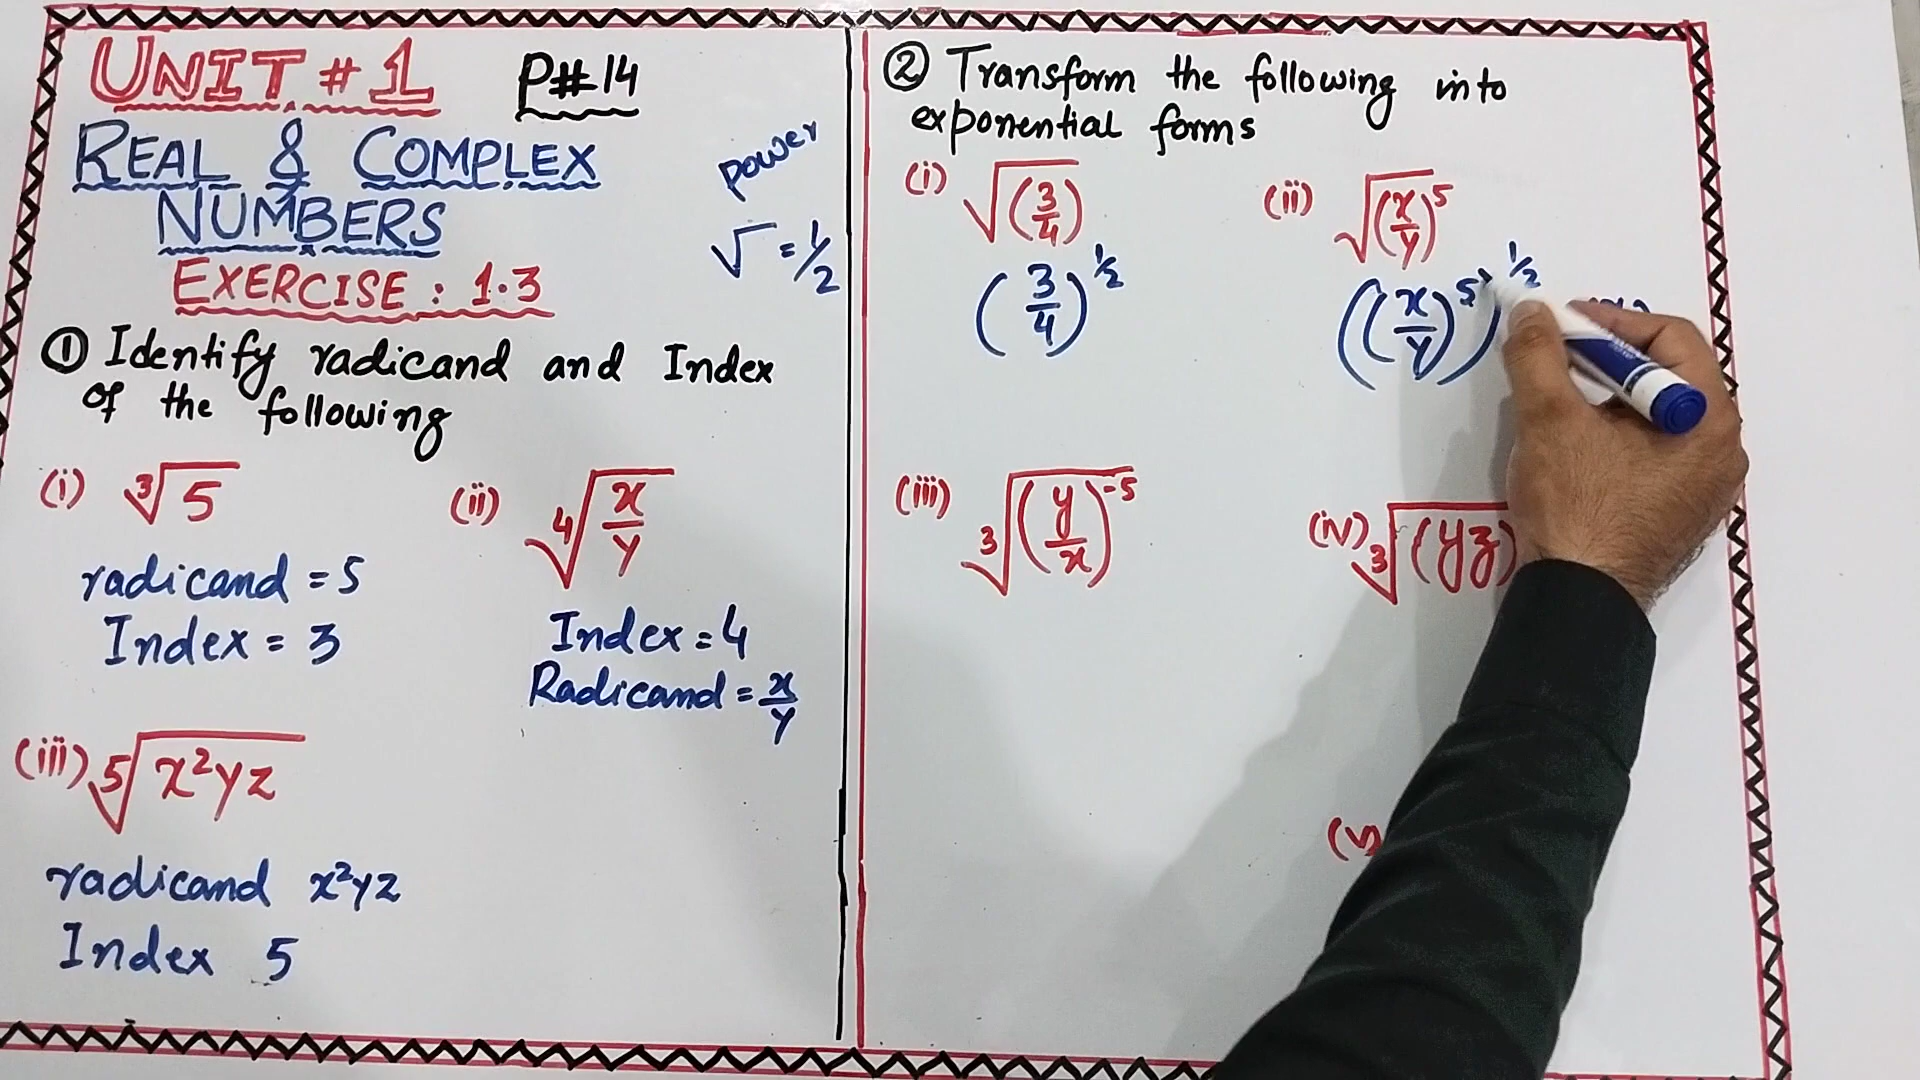 UNIT # 1 P# 14
REAL & COMPLEX
NUMBERS
EXERCISE : 1.3
power
√ = 1/2
① Identify radicand and Index
of the following
(i) ∛5
radicand = 5
Index = 3
(ii) ∜(x/y)
Index = 4
Radicand = x/y
(iii) ⁵√(x²yz)
radicand x²yz
Index 5
② Transform the following into
exponential forms
(i) √(3/4)
(3/4)^1/2
(ii) √(x/y)^5
((x/y)^5)^1/2
(iii) ∛(y/x)^-5
(iv) ∛(yz)
(v)